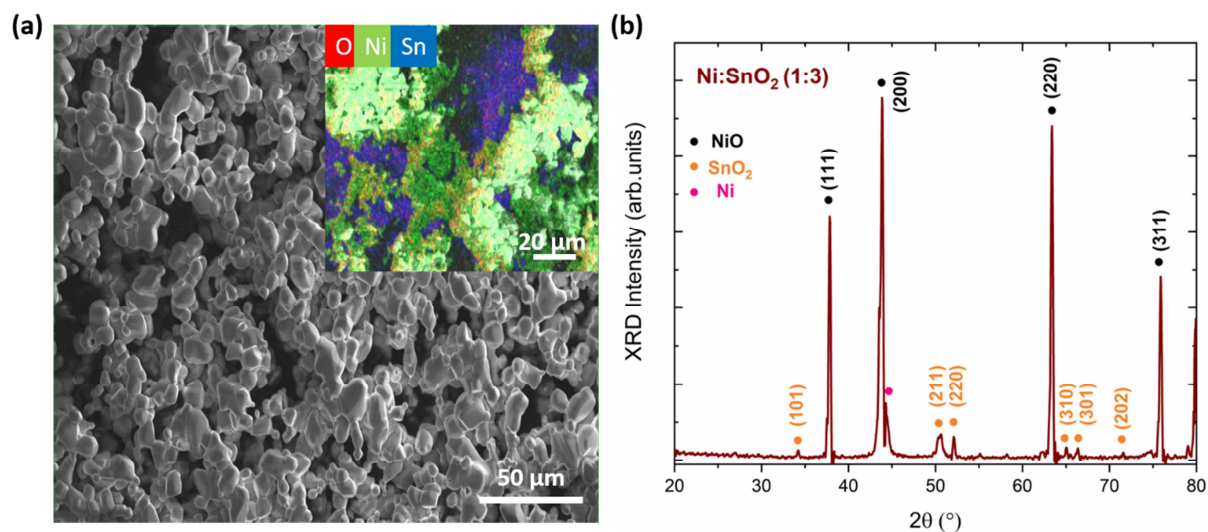 (a)
O Ni Sn
20 µm
50 µm
(b)
Ni:SnO₂ (1:3)
NiO
SnO₂
Ni
(101)
(111)
(200)
(211)
(220)
(220)
(310)
(301)
(202)
(311)
XRD Intensity (arb.units)
20 30 40 50 60 70 80
2θ (°)